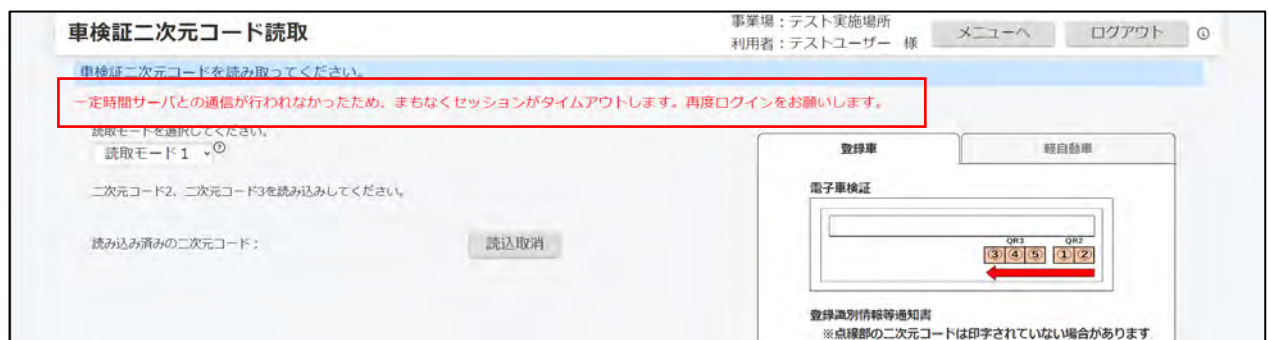 車検証二次元コード読取
事業場：テスト実施場所
利用者：テストユーザー 様
メニューへ
ログアウト
車検証二次元コードを読み取ってください。
一定時間サーバとの通信が行われなかったため、まもなくセッションがタイムアウトします。再度ログインをお願いします。
読取モードを選択してください。
読取モード１
二次元コード2、二次元コード3を読み込みしてください。
読み込み済みの二次元コード：
読込取消
登録車
軽自動車
電子車検証
QR3 QR2
③④⑤ ①②
登録識別情報等通知書
※点線部の二次元コードは印字されていない場合があります